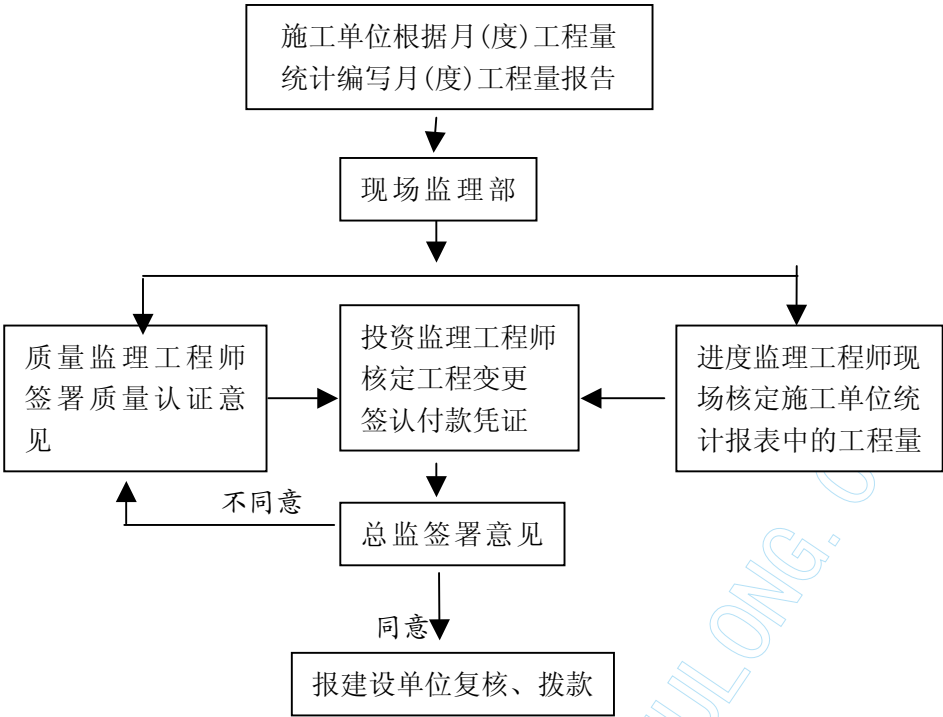 施工单位根据月(度)工程量
统计编写月(度)工程量报告
现场监理部
质量监理工程师
签署质量认证意
见
投资监理工程师
核定工程变更
签认付款凭证
进度监理工程师现
场核定施工单位统
计报表中的工程量
不同意
总监签署意见
同意
报建设单位复核、拨款
ULONG.